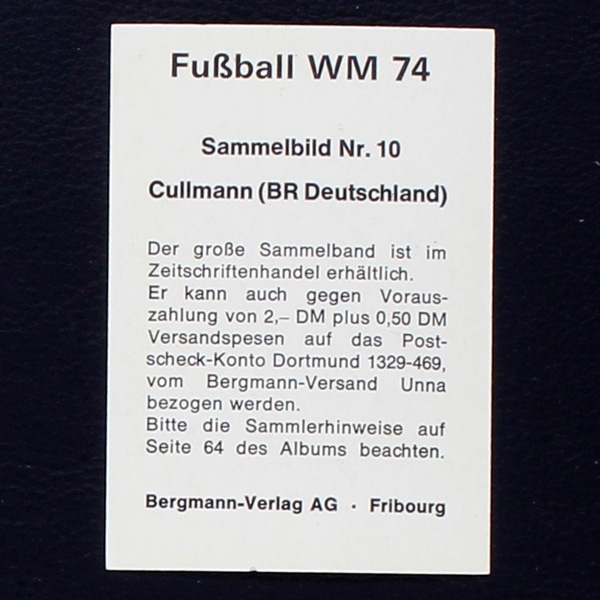 Fußball WM 74
Sammelbild Nr. 10
Cullmann (BR Deutschland)
Der große Sammelband ist im
Zeitschriftenhandel erhältlich.
Er kann auch gegen Voraus-
zahlung von 2,– DM plus 0,50 DM
Versandspesen auf das Post-
scheck-Konto Dortmund 1329-469,
vom Bergmann-Versand Unna
bezogen werden.
Bitte die Sammlerhinweise auf
Seite 64 des Albums beachten.
Bergmann-Verlag AG · Fribourg